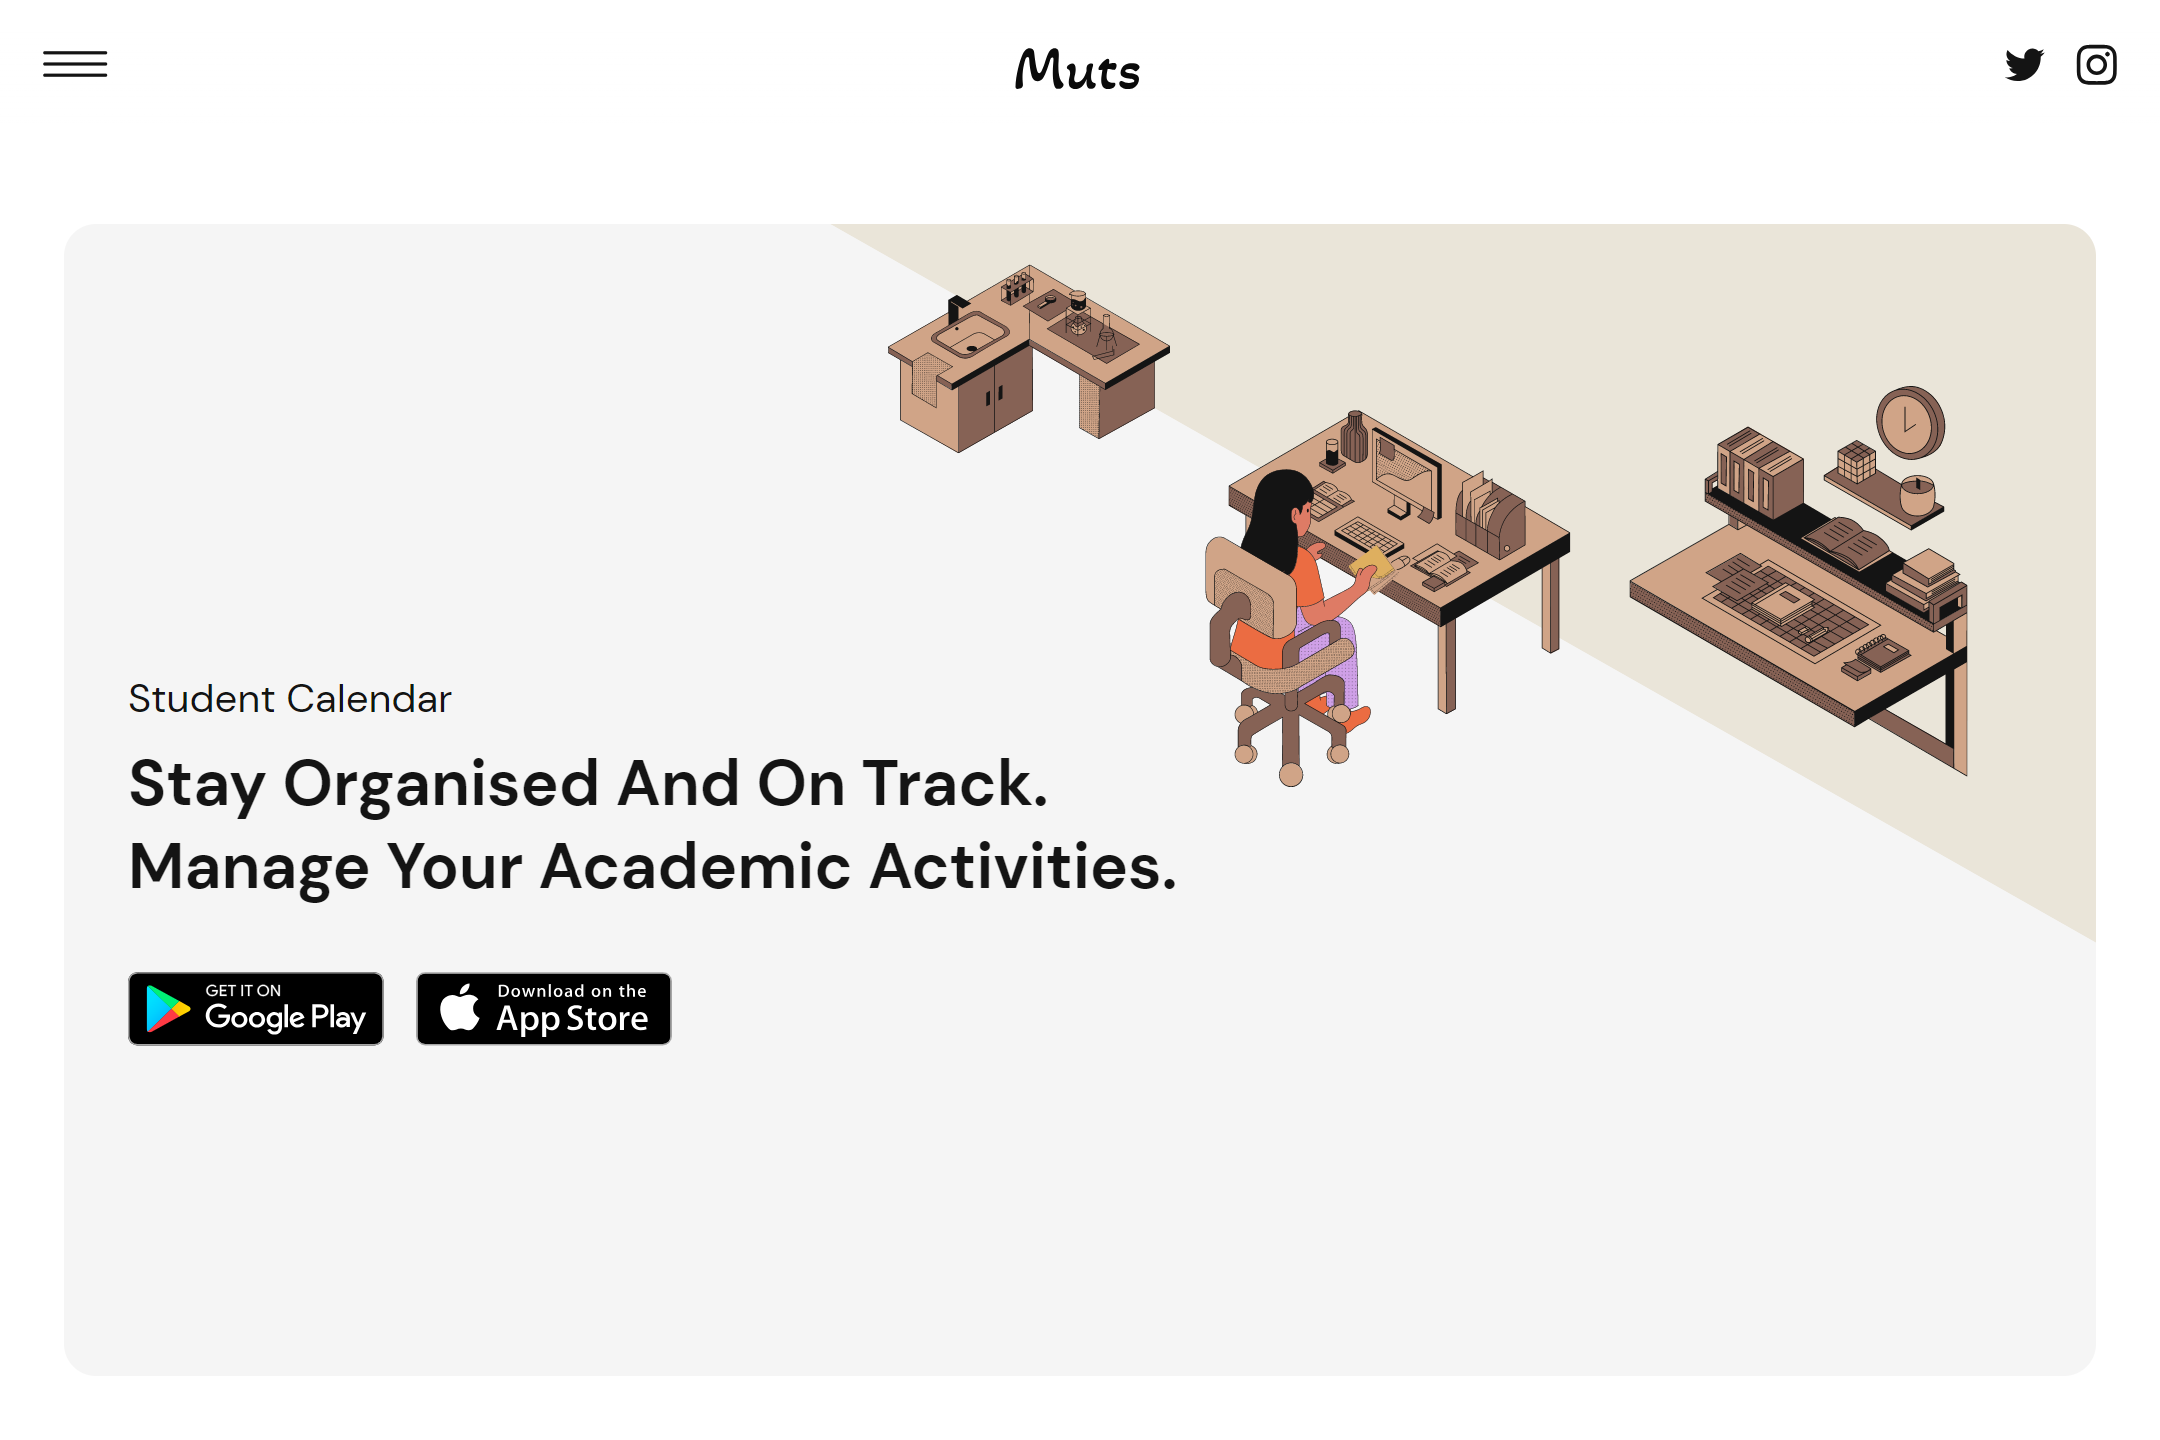 Muts
Student Calendar
Stay Organised And On Track.
Manage Your Academic Activities.
GET IT ON
Google Play
Download on the
App Store